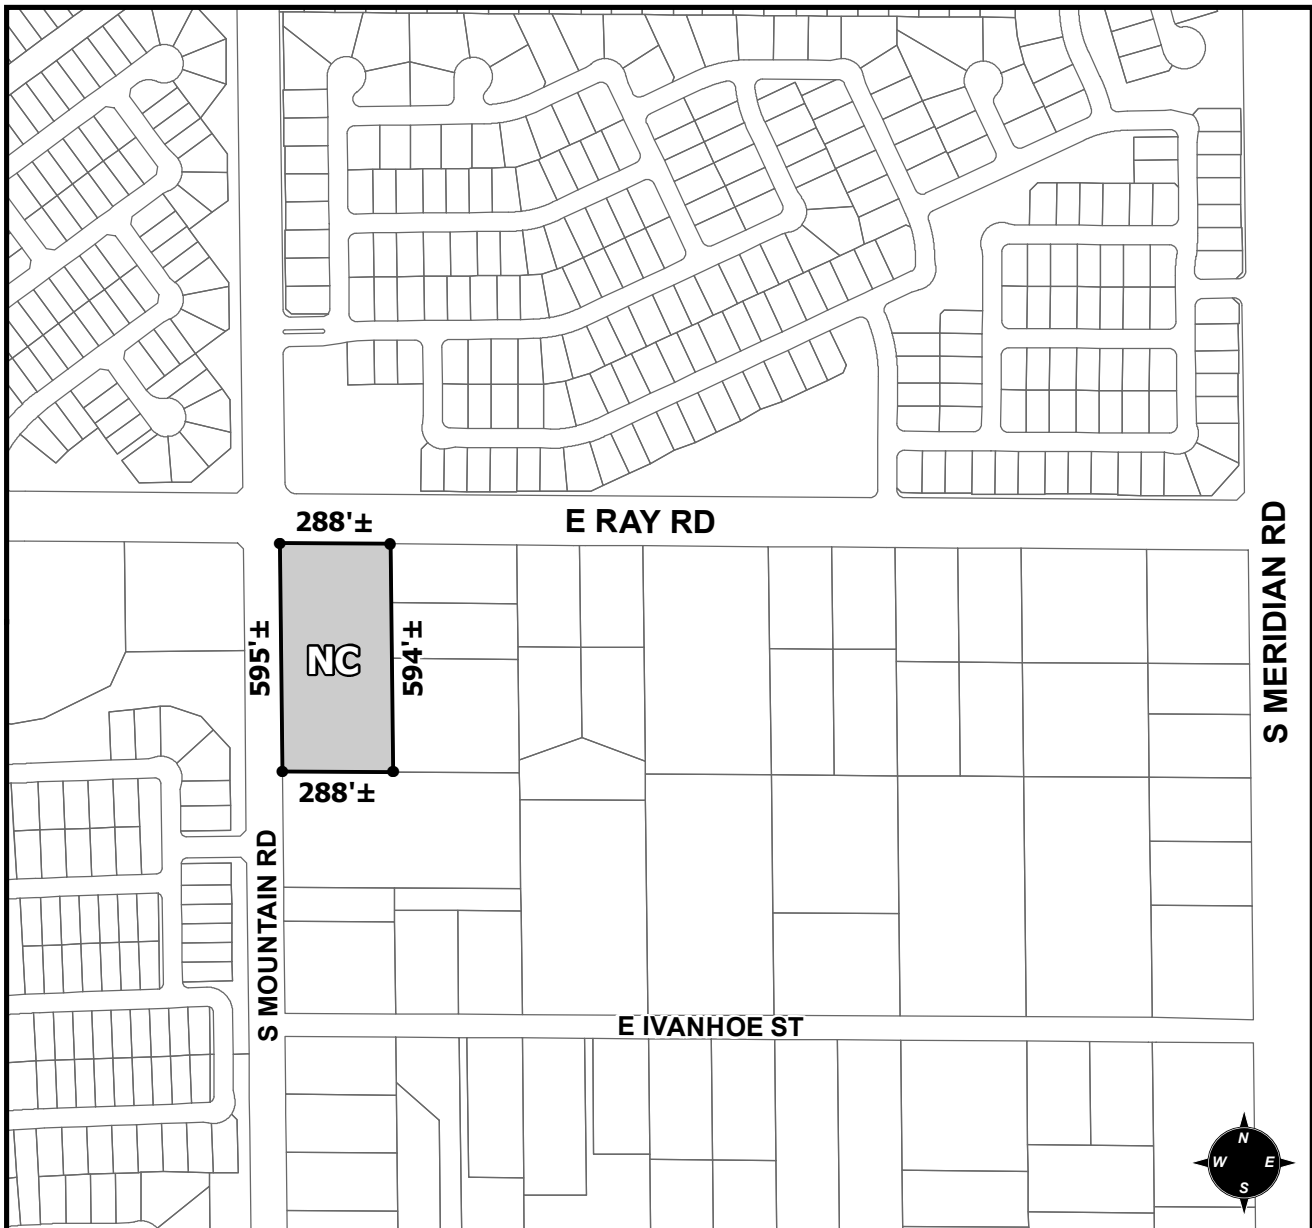 288'±
E RAY RD
S MERIDIAN RD
595'±
NC
594'±
288'±
S MOUNTAIN RD
E IVANHOE ST
N
W E
S